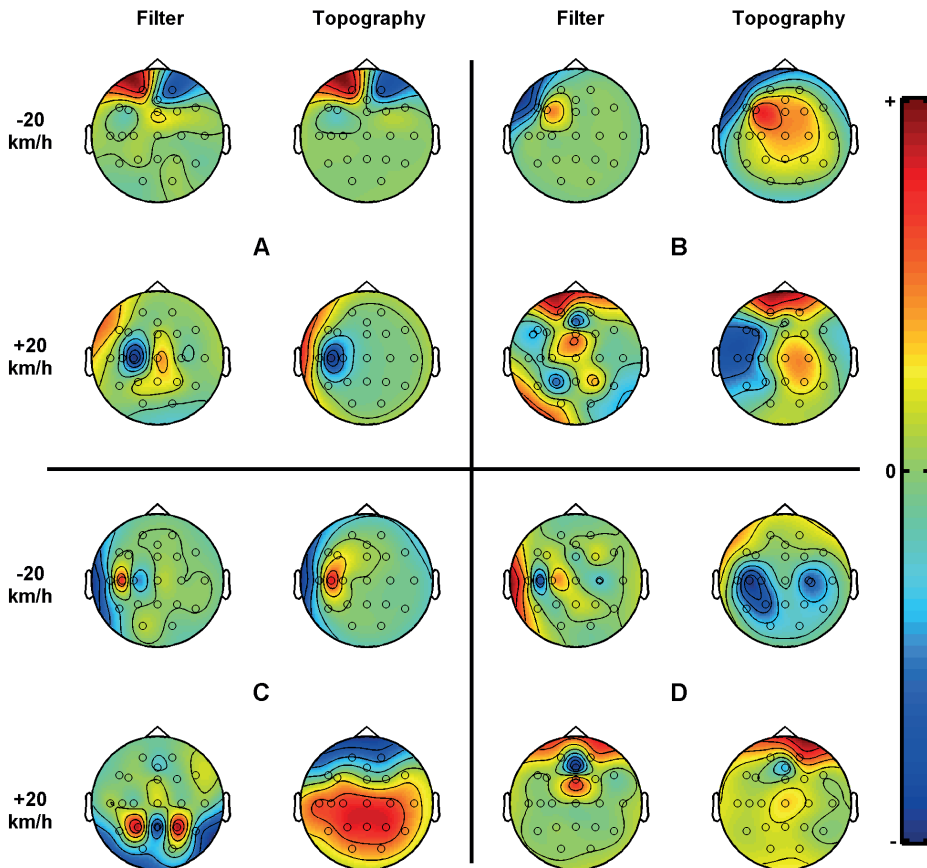 Filter Topography Filter Topography
+
-20
km/h
A B
+20
km/h
0
-20
km/h
C D
+20
km/h
-